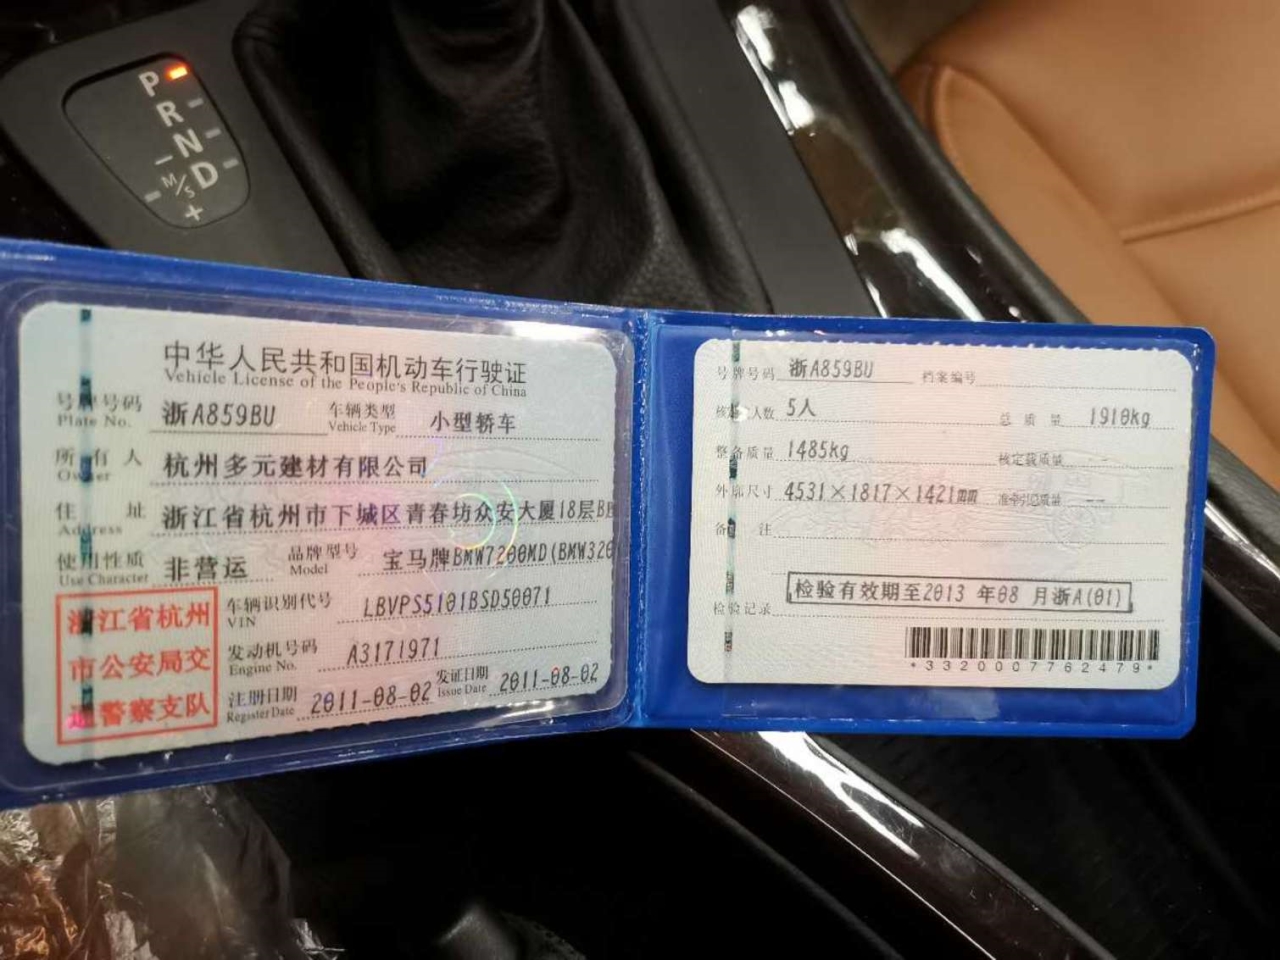 P
R
N
D
M/S
+
中华人民共和国机动车行驶证
Vehicle License of the People's Republic of China
号牌号码 浙A859BU 车辆类型 小型轿车
Plate No. Vehicle Type
所有人 杭州多元建材有限公司
Owner
住址 浙江省杭州市下城区青春坊众安大厦18层B
Address
使用性质 非营运 品牌型号 宝马牌BMW7200MD(BMW320
Use Character Model
浙江省杭州
市公安局交
通警察支队
车辆识别代号 LBVPS5101BSD50071
VIN
发动机号码 A3171971
Engine No.
注册日期 2011-08-02 发证日期 2011-08-02
Register Date Issue Date
号牌号码 浙A859BU 档案编号
核定人数 5人 总质量 1910kg
整备质量 1485kg 核定载质量 --
外廓尺寸 4531×1817×1421mm 准牵引总质量 --
备注
检验有效期至2013 年08 月浙A(01)
检验记录
*3320007762479*